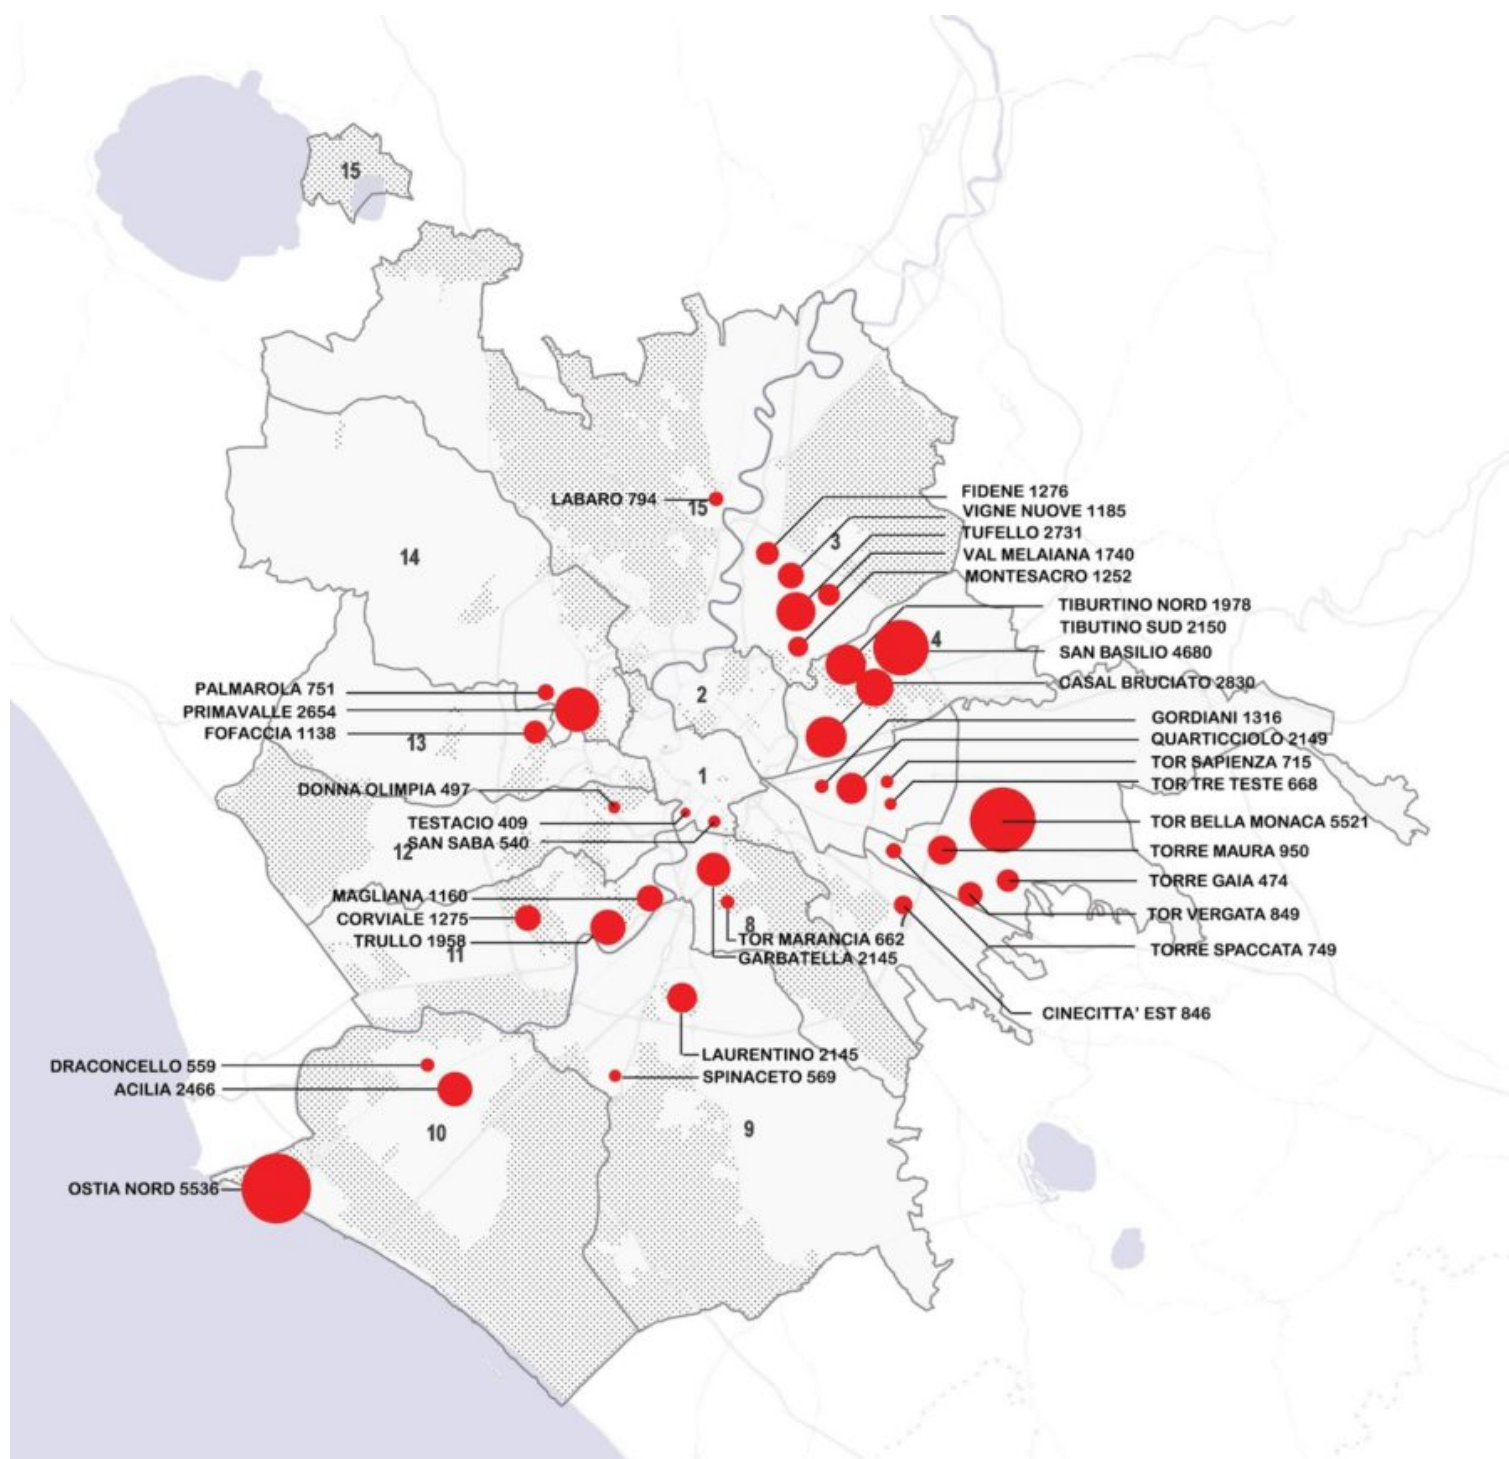 15
LABARO 794
15
FIDENE 1276
VIGNE NUOVE 1185
3
TUFELLO 2731
VAL MELAIANA 1740
14
MONTESACRO 1252
TIBURTINO NORD 1978
TIBUTINO SUD 2150
4
SAN BASILIO 4680
CASAL BRUCIATO 2830
2
PALMAROLA 751
PRIMAVALLE 2654
FOFACCIA 1138
13
GORDIANI 1316
QUARTICCIOLO 2149
TOR SAPIENZA 715
TOR TRE TESTE 668
1
DONNA OLIMPIA 497
TESTACIO 409
SAN SABA 540
12
TOR BELLA MONACA 5521
TORRE MAURA 950
TORRE GAIA 474
TOR VERGATA 849
TORRE SPACCATA 749
MAGLIANA 1160
CORVIALE 1275
TRULLO 1958
11
8
7
TOR MARANCIA 662
GARBATELLA 2145
CINECITTA' EST 846
LAURENTINO 2145
SPINACETO 569
DRACONCELLO 559
ACILIA 2466
10
9
OSTIA NORD 5536